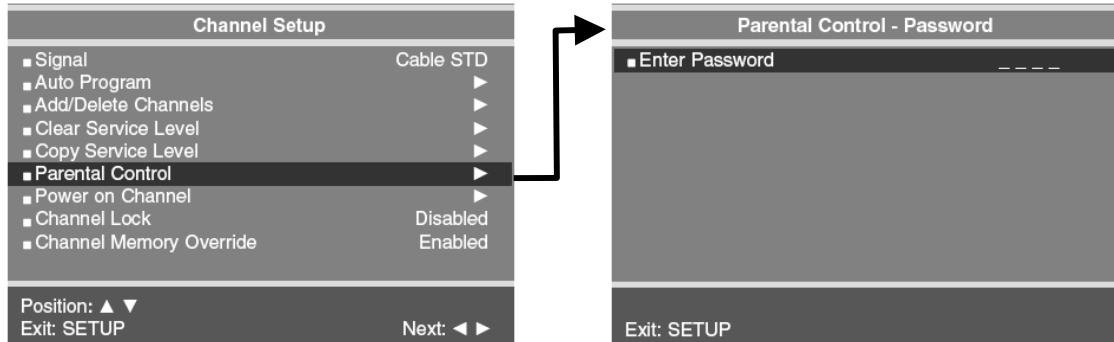 Channel Setup
■ Signal Cable STD
■ Auto Program ►
■ Add/Delete Channels ►
■ Clear Service Level ►
■ Copy Service Level ►
■ Parental Control ►
■ Power on Channel ►
■ Channel Lock Disabled
■ Channel Memory Override Enabled
Position: ▲ ▼
Exit: SETUP Next: ◄ ►
Parental Control - Password
■ Enter Password _ _ _ _
Exit: SETUP